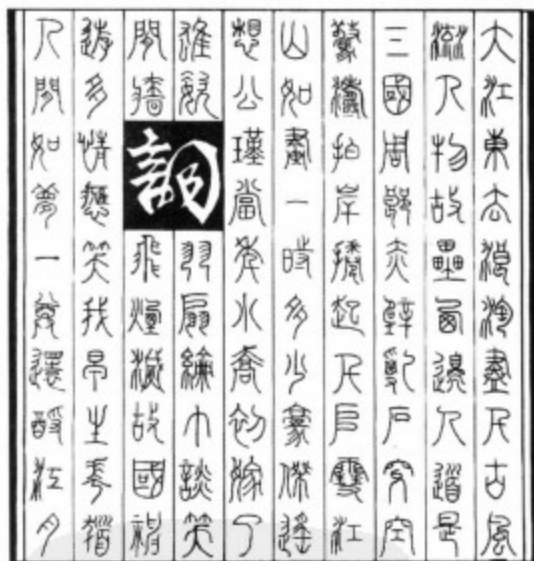 大江東去浪淘盡千古風
流人物故壘西邊人道是
三國周郎赤壁亂石穿空
驚濤拍岸捲起千堆雪江
山如畫一時多少豪傑遙
想公瑾當年小喬初嫁了
雄姿羽扇綸巾談笑
間檣飛煙滅故國神
遊多情應笑我早生華髮
人間如夢一尊還酹江月
詞